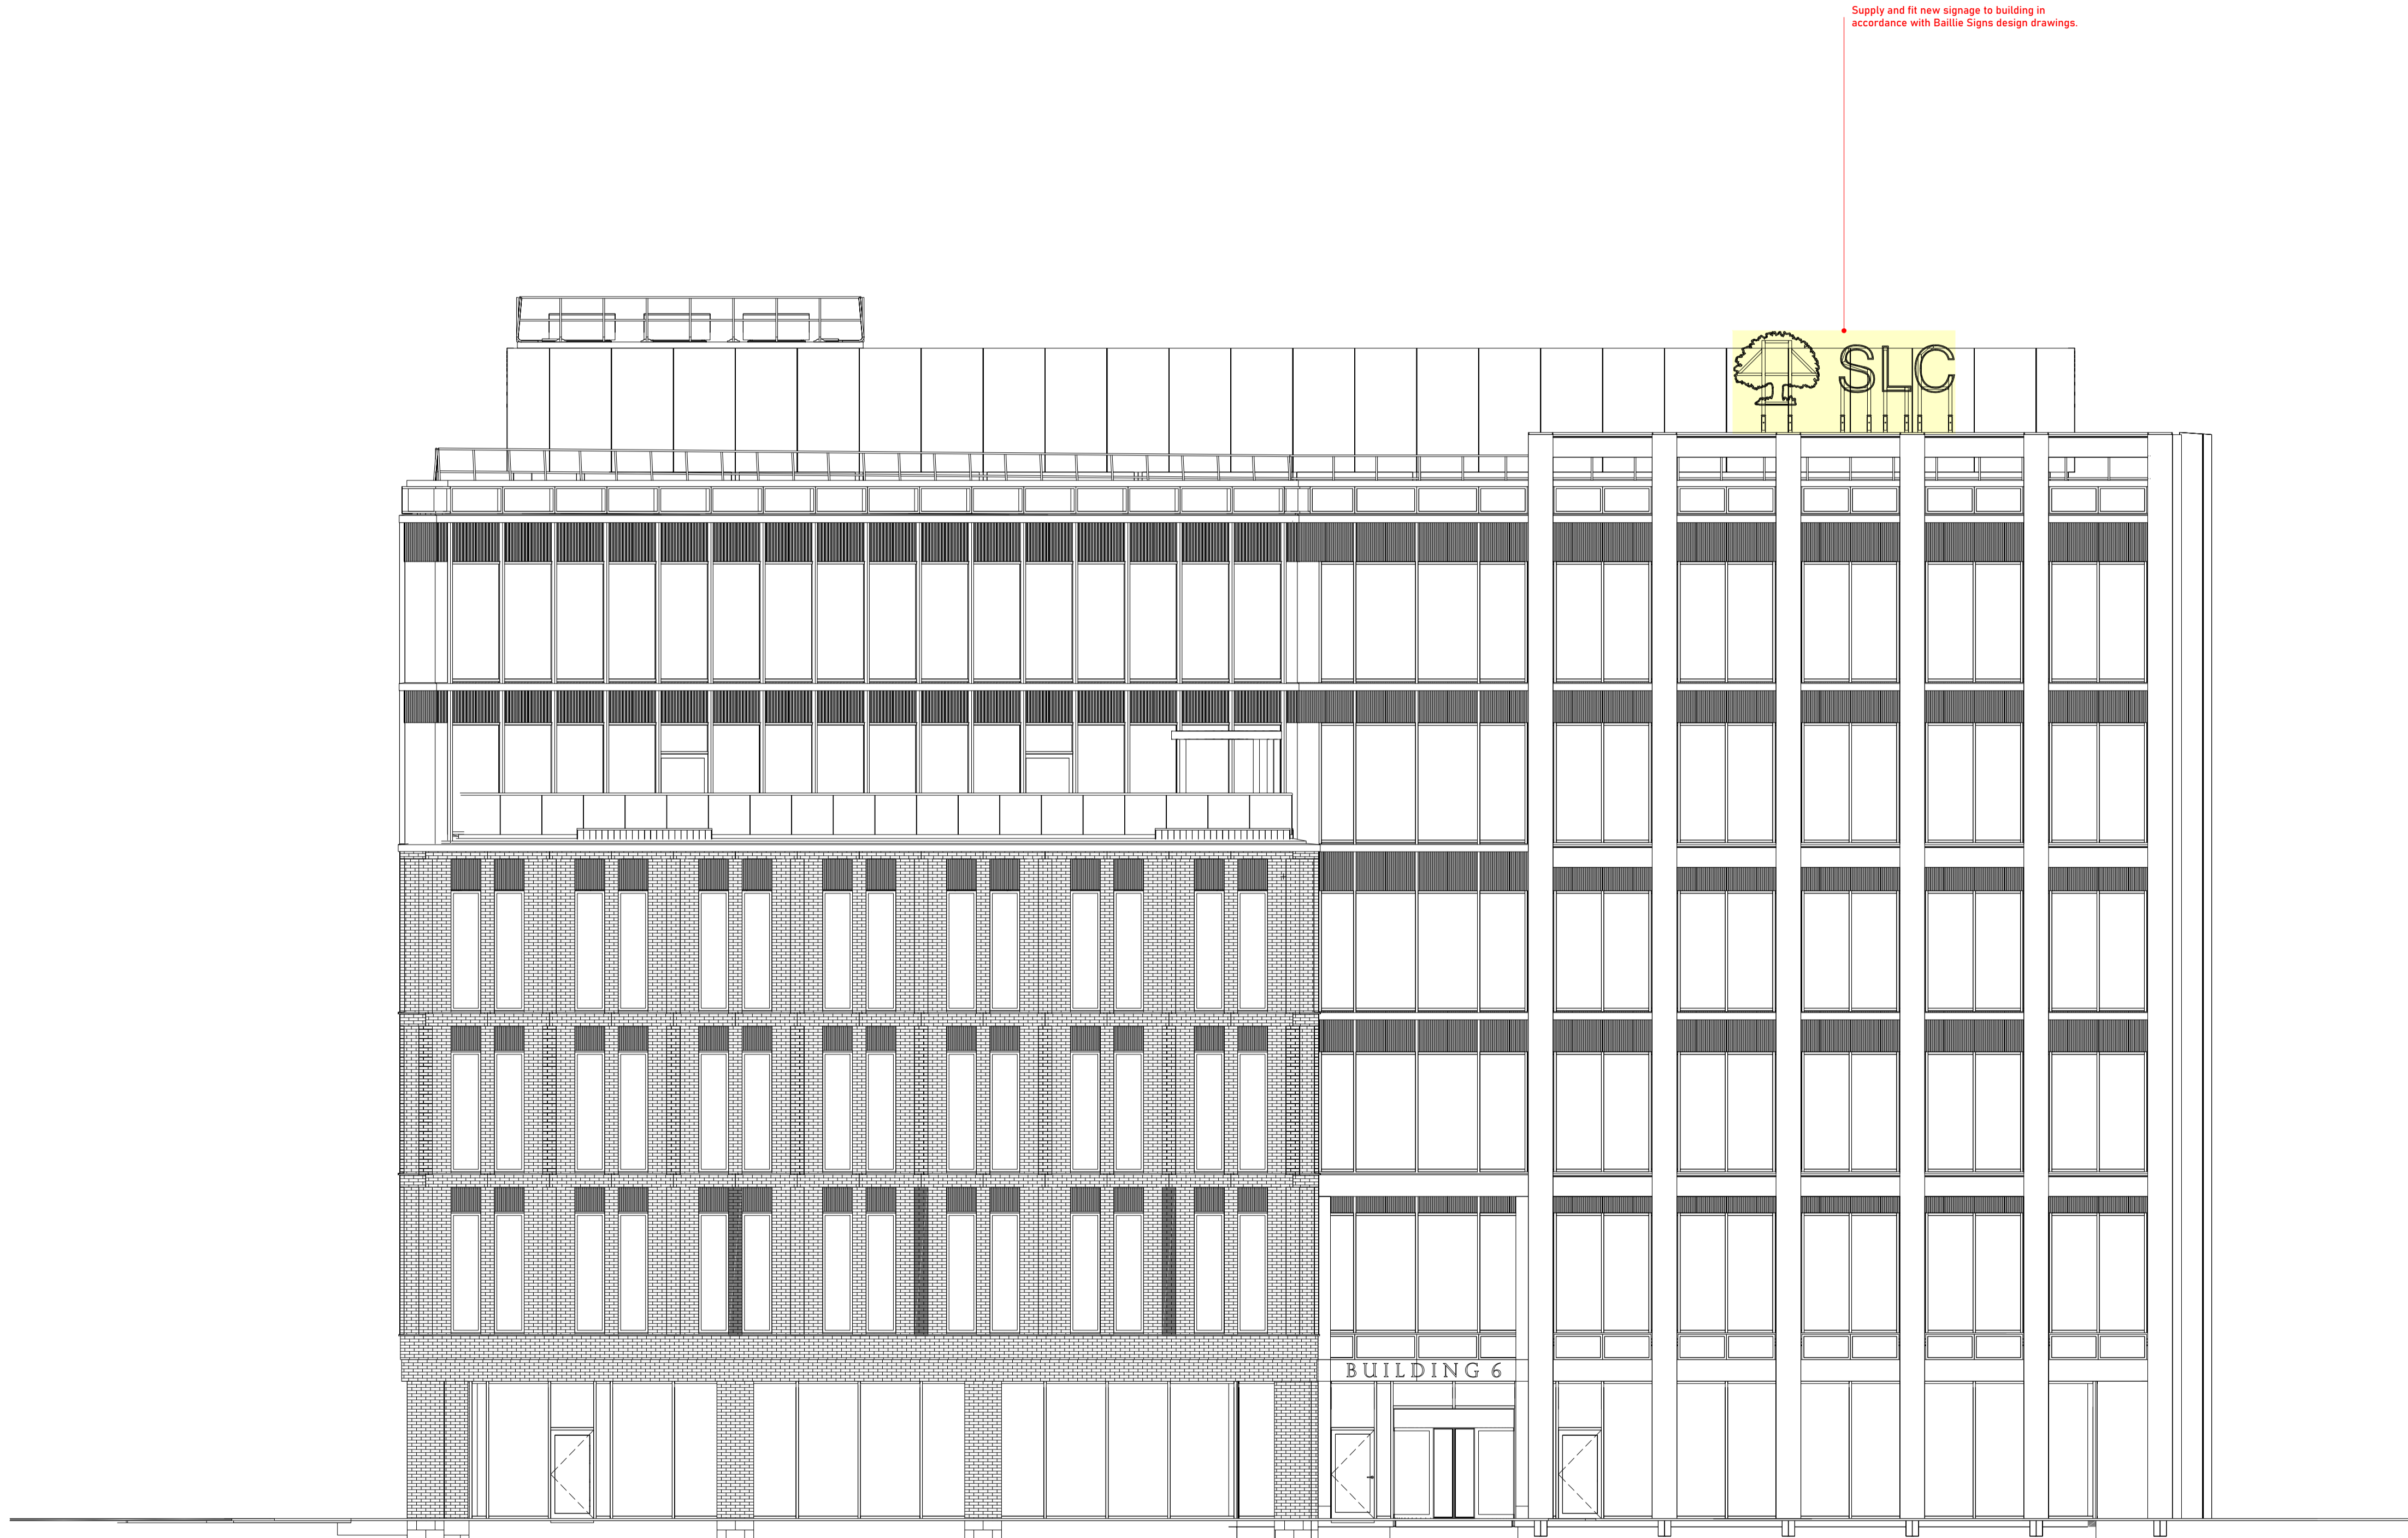 Supply and fit new signage to building in
accordance with Baillie Signs design drawings.
SLC
BUILDING 6